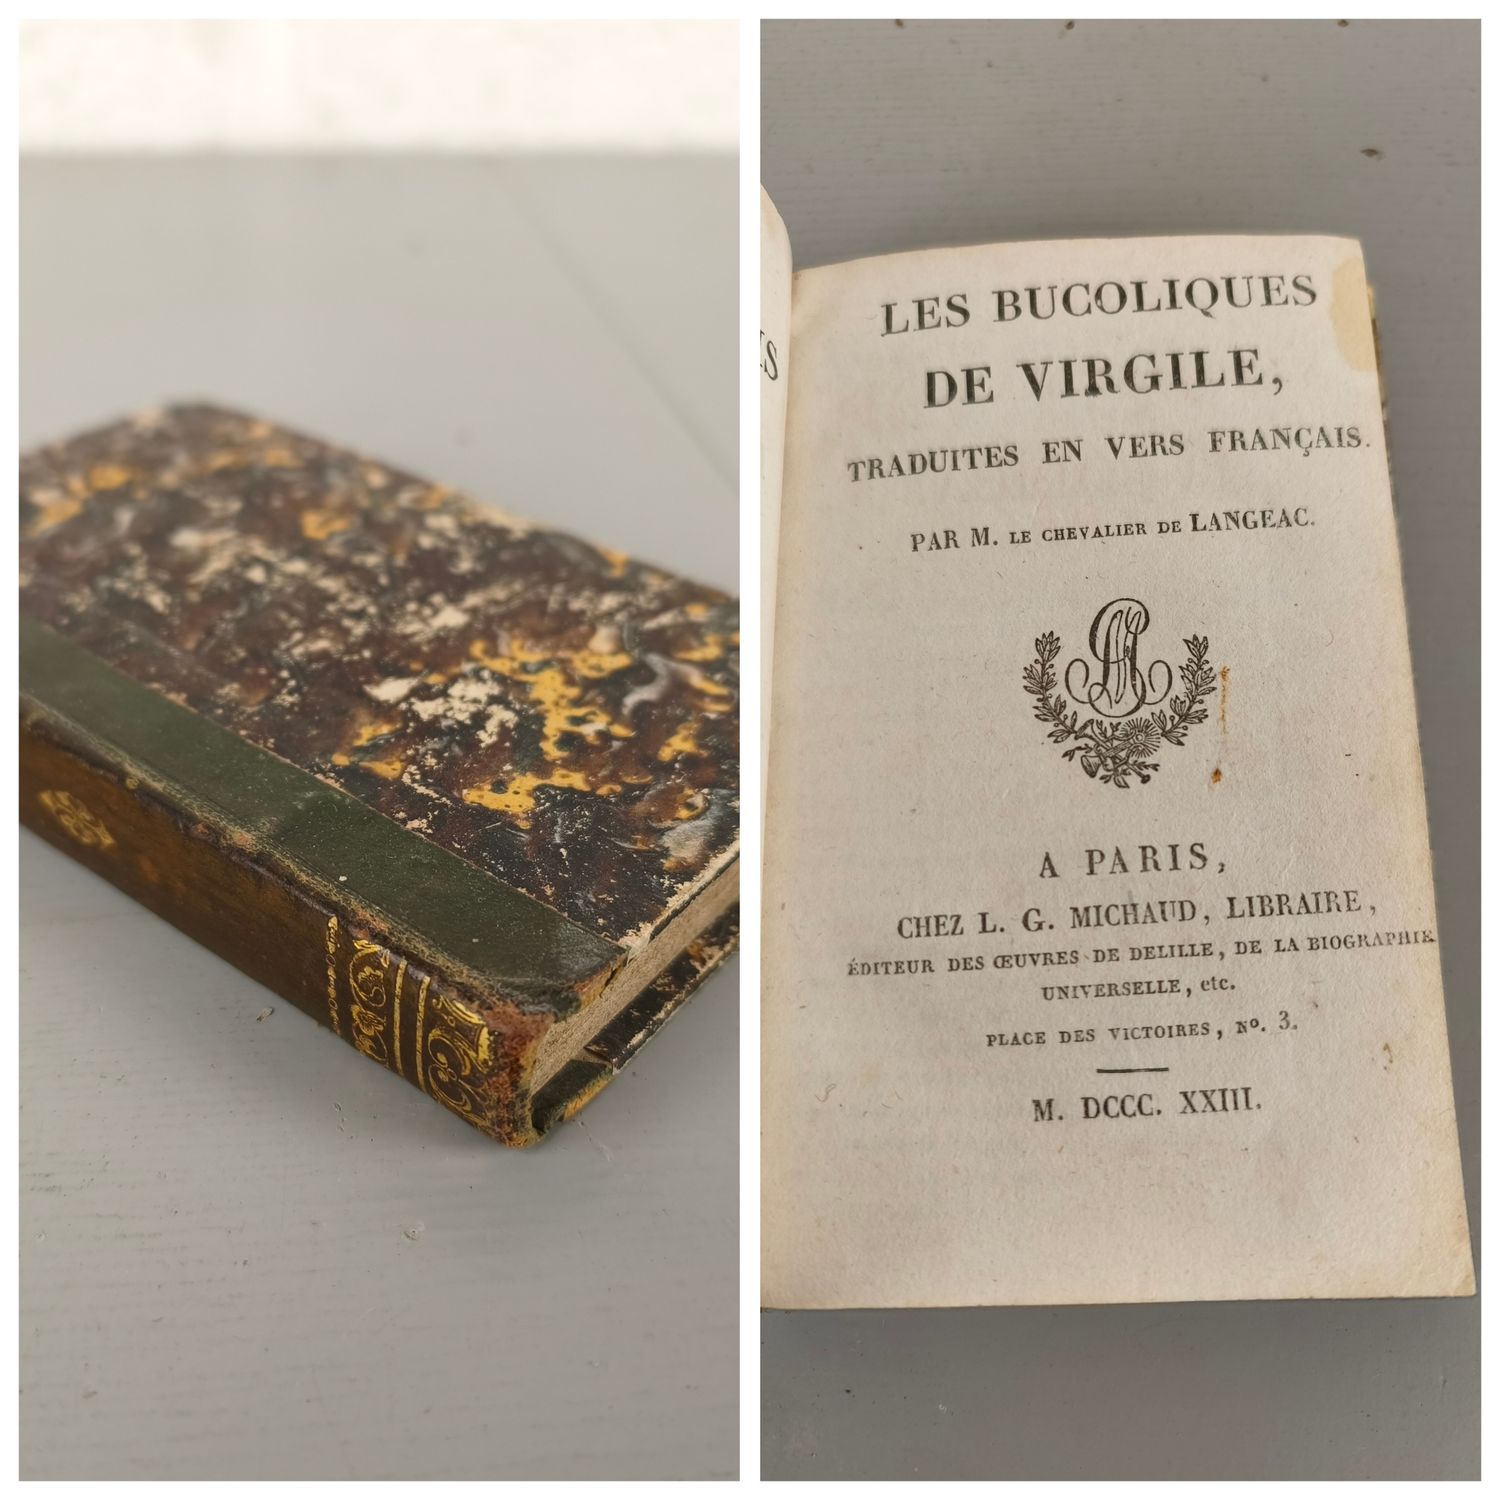 LES BUCOLIQUES
DE VIRGILE,
TRADUITES EN VERS FRANÇAIS.
PAR M. LE CHEVALIER DE LANGEAC.
A PARIS,
CHEZ L. G. MICHAUD, LIBRAIRE,
ÉDITEUR DES ŒUVRES DE DELILLE, DE LA BIOGRAPHIE
UNIVERSELLE, etc.
PLACE DES VICTOIRES, No. 3.
M. DCCC. XXIII.